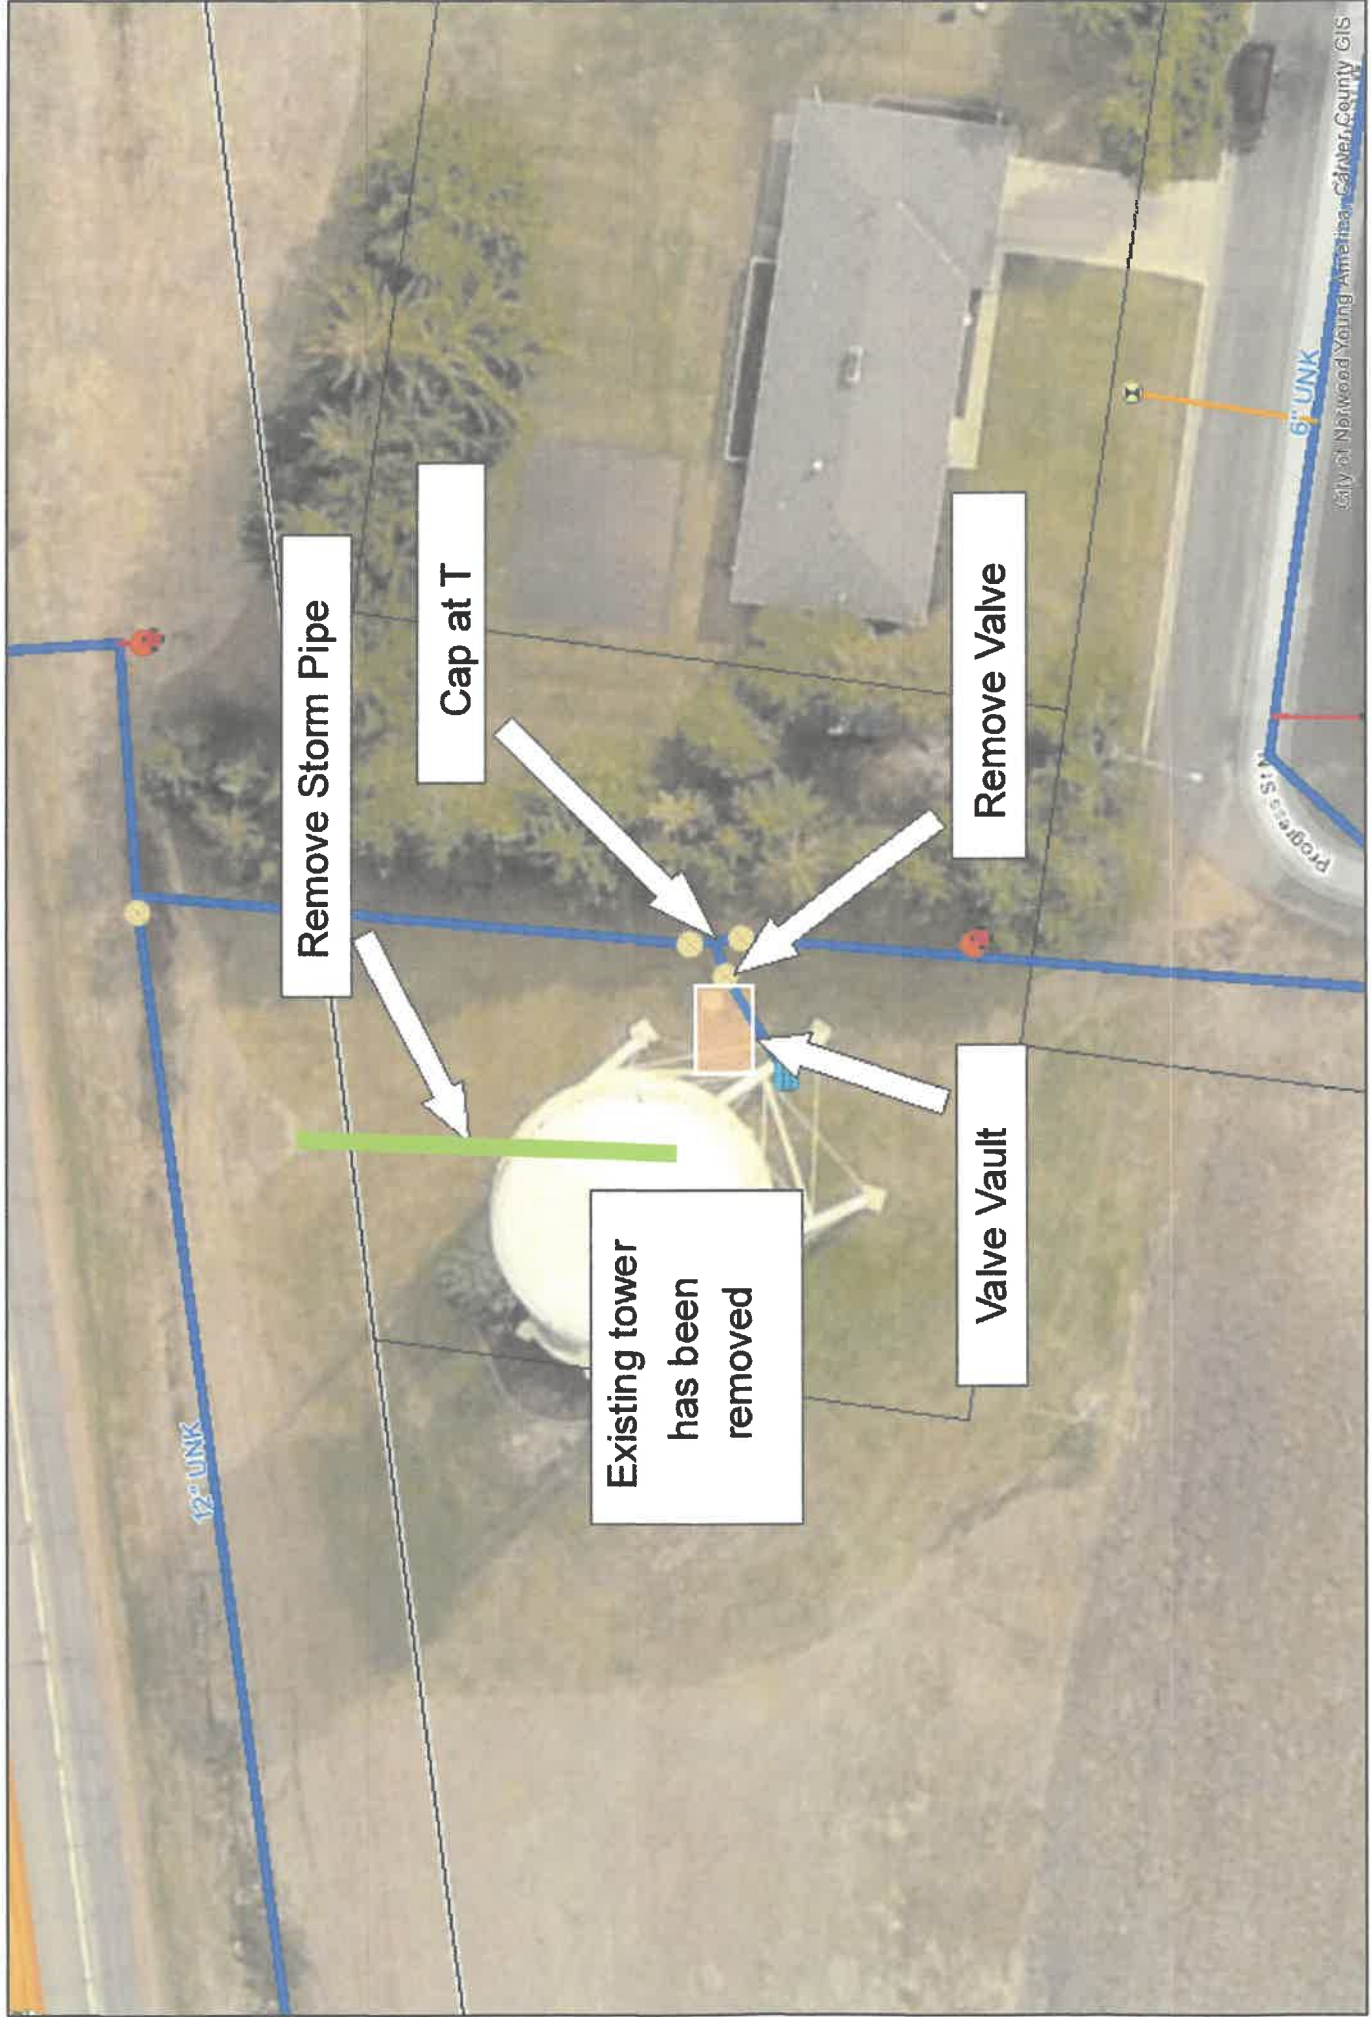 12" UNK
Remove Storm Pipe
Cap at T
Existing tower
has been
removed
Valve Vault
Remove Valve
Progress St N
6" UNK
City of Norwood Young America, Carver County GIS